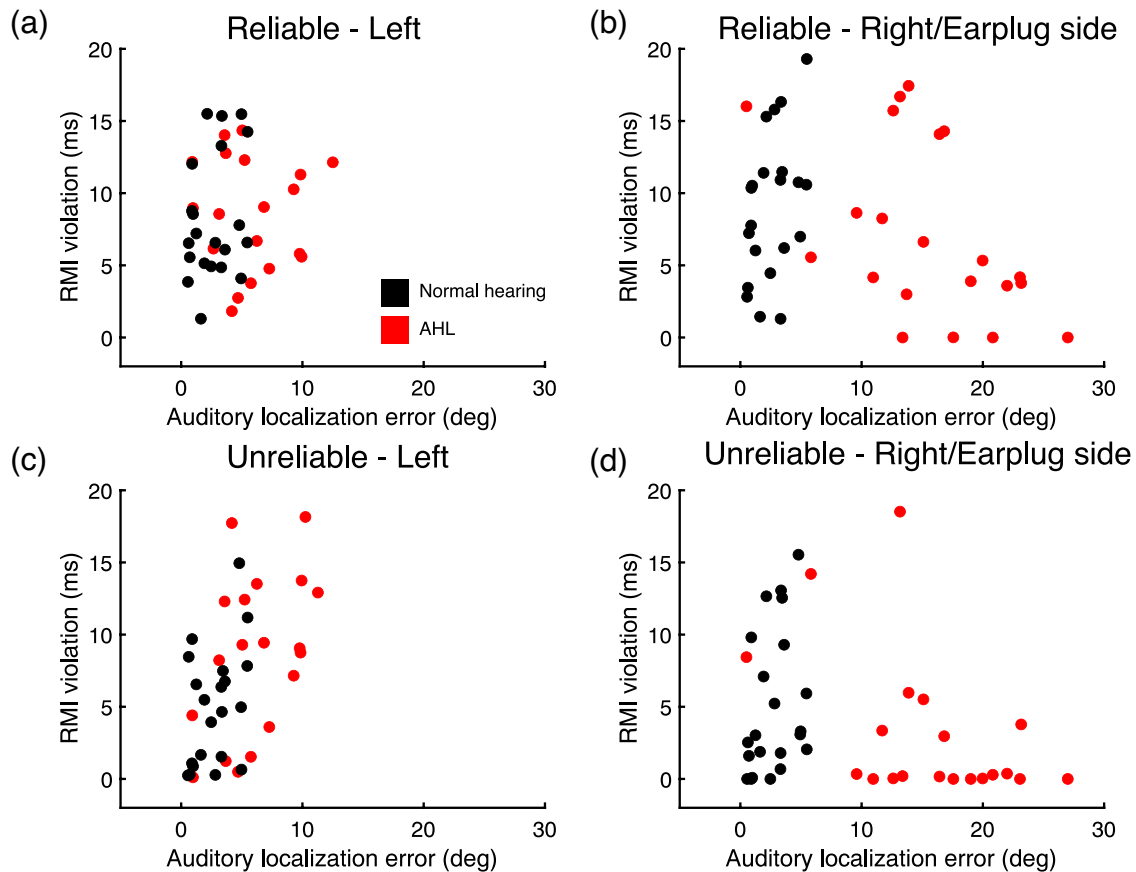 (a)
Reliable - Left
20
15
10
5
0
RMI violation (ms)
Normal hearing
AHL
0 10 20 30
Auditory localization error (deg)
(b)
Reliable - Right/Earplug side
20
15
10
5
0
RMI violation (ms)
0 10 20 30
Auditory localization error (deg)
(c)
Unreliable - Left
20
15
10
5
0
RMI violation (ms)
0 10 20 30
Auditory localization error (deg)
(d)
Unreliable - Right/Earplug side
20
15
10
5
0
RMI violation (ms)
0 10 20 30
Auditory localization error (deg)